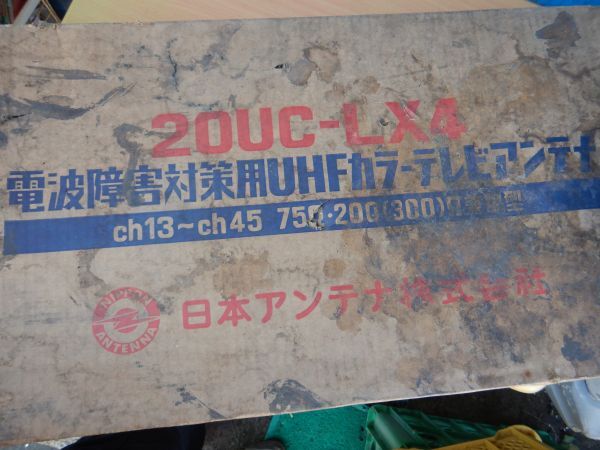 20UC-LX4
電波障害対策用UHFカラーテレビアンテナ
ch13~ch45 75Ω·200(300)Ω
NIPPON ANTENNA
日本アンテナ株式会社